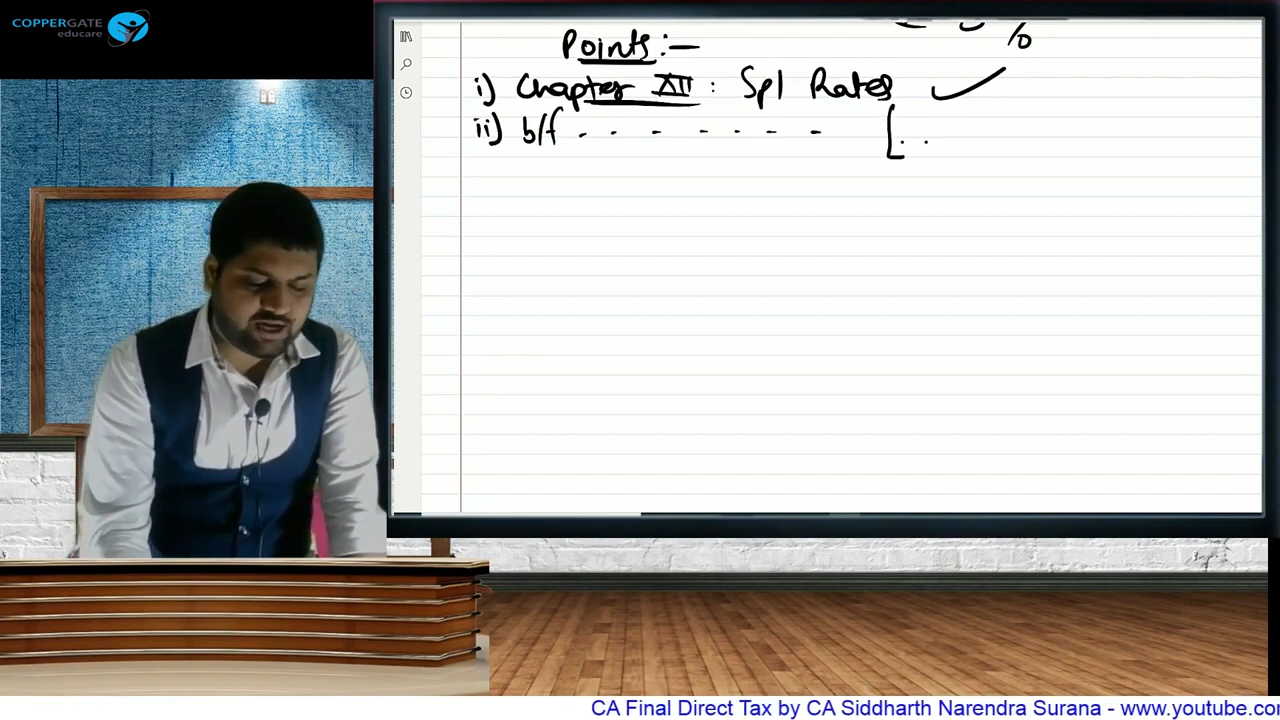 COPPERGATE
educare
%
Points :-
i) Chapter XII : Spl Rates
ii) b/f . . - - - - - [ . .
CA Final Direct Tax by CA Siddharth Narendra Surana - www.youtube.co